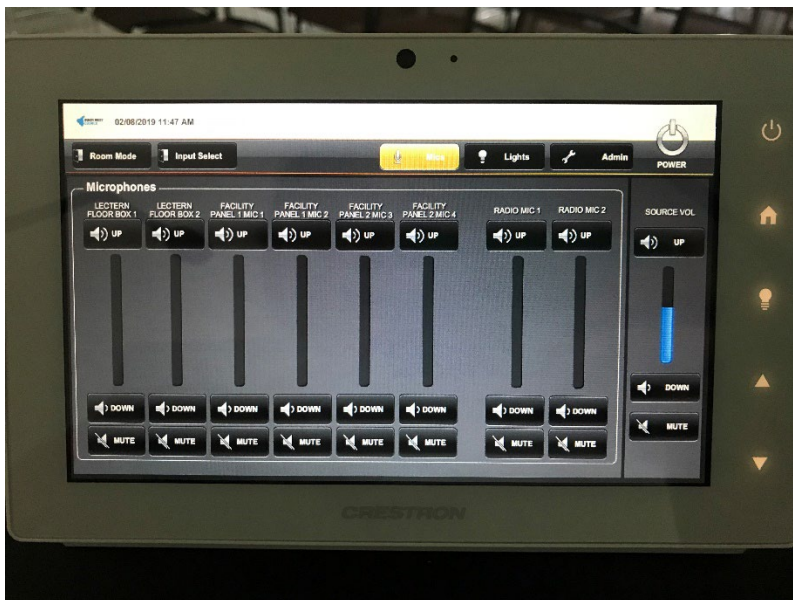 02/08/2019 11:47 AM
Room Mode
Input Select
Mics
Lights
Admin
POWER
Microphones
LECTERN
FLOOR BOX 1
LECTERN
FLOOR BOX 2
FACILITY
PANEL 1 MIC 1
FACILITY
PANEL 1 MIC 2
FACILITY
PANEL 2 MIC 3
FACILITY
PANEL 2 MIC 4
RADIO MIC 1
RADIO MIC 2
SOURCE VOL
UP
UP
UP
UP
UP
UP
UP
UP
UP
DOWN
DOWN
DOWN
DOWN
DOWN
DOWN
DOWN
DOWN
DOWN
MUTE
MUTE
MUTE
MUTE
MUTE
MUTE
MUTE
MUTE
MUTE
CRESTRON